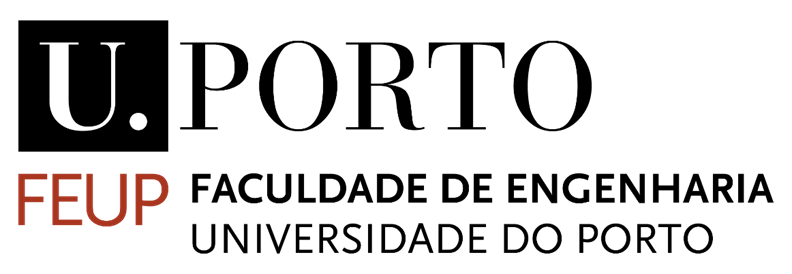 U.PORTO
FEUP FACULDADE DE ENGENHARIA
UNIVERSIDADE DO PORTO